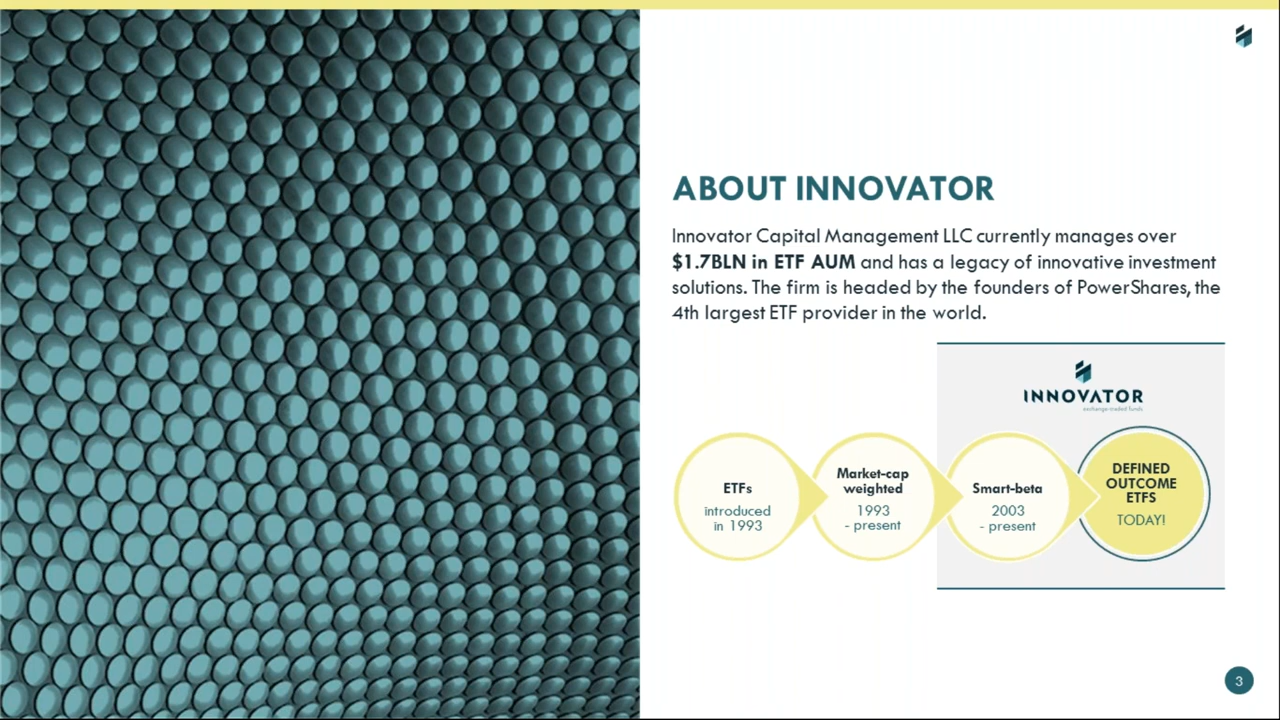 ABOUT INNOVATOR
Innovator Capital Management LLC currently manages over
$1.7BLN in ETF AUM and has a legacy of innovative investment
solutions. The firm is headed by the founders of PowerShares, the
4th largest ETF provider in the world.
INNOVATOR
exchange-traded funds
ETFs
introduced
in 1993
Market-cap
weighted
1993
- present
Smart-beta
2003
- present
DEFINED
OUTCOME
ETFS
TODAY!
3